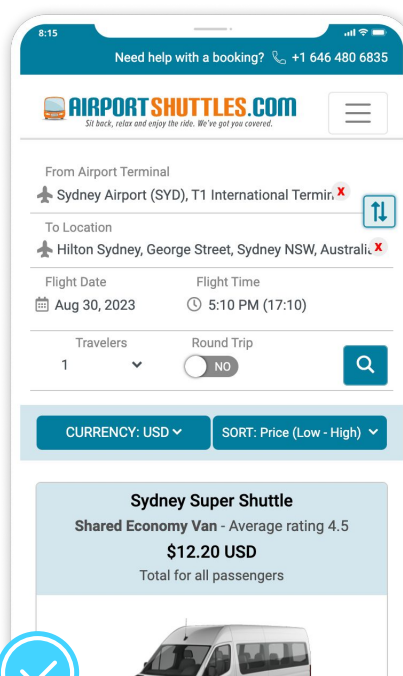 8:15
Need help with a booking? +1 646 480 6835
AIRPORTSHUTTLES.COM
Sit back, relax and enjoy the ride. We've got you covered.
From Airport Terminal
Sydney Airport (SYD), T1 International x
To Location
Hilton Sydney, George Street, Sydney NSW, x
Flight Date Flight Time
Aug 30, 2023 5:10 PM (17:10)
Travelers Round Trip
1 NO
CURRENCY: USD SORT: Price (Low - High)
Sydney Super Shuttle
Shared Economy Van - Average rating 4.5
$12.20 USD
Total for all passengers